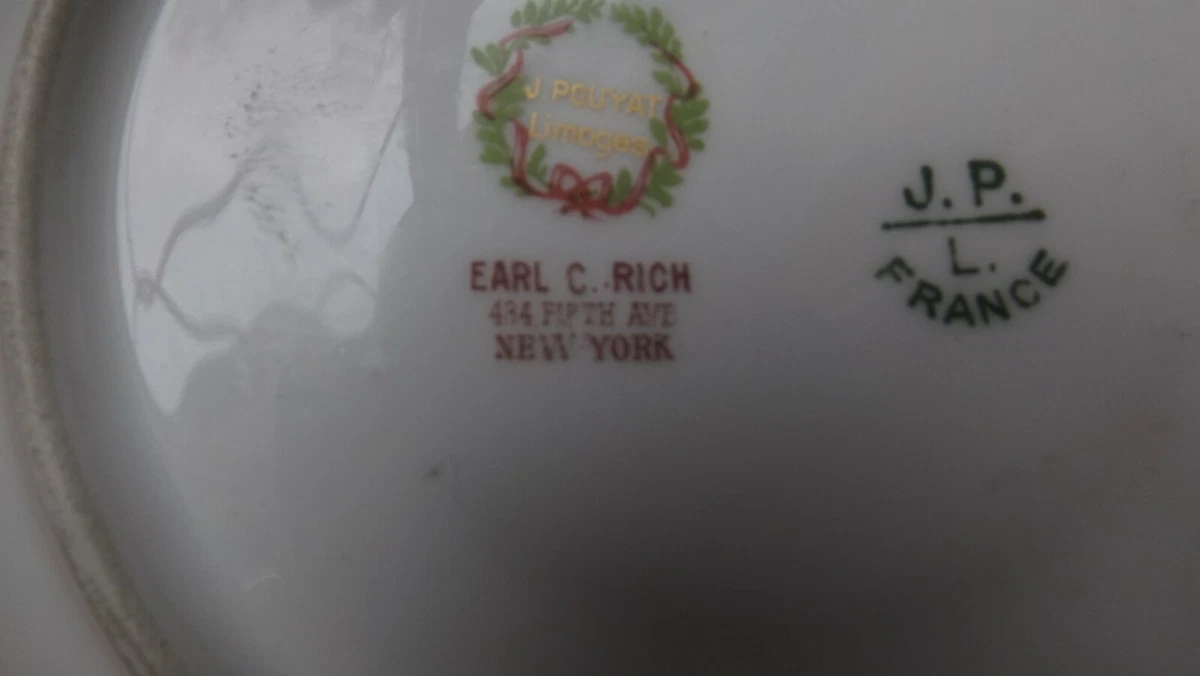 J. POUYAT
Limoges
EARL C. RICH
434 FIFTH AVE
NEW YORK
J. P.
L.
FRANCE